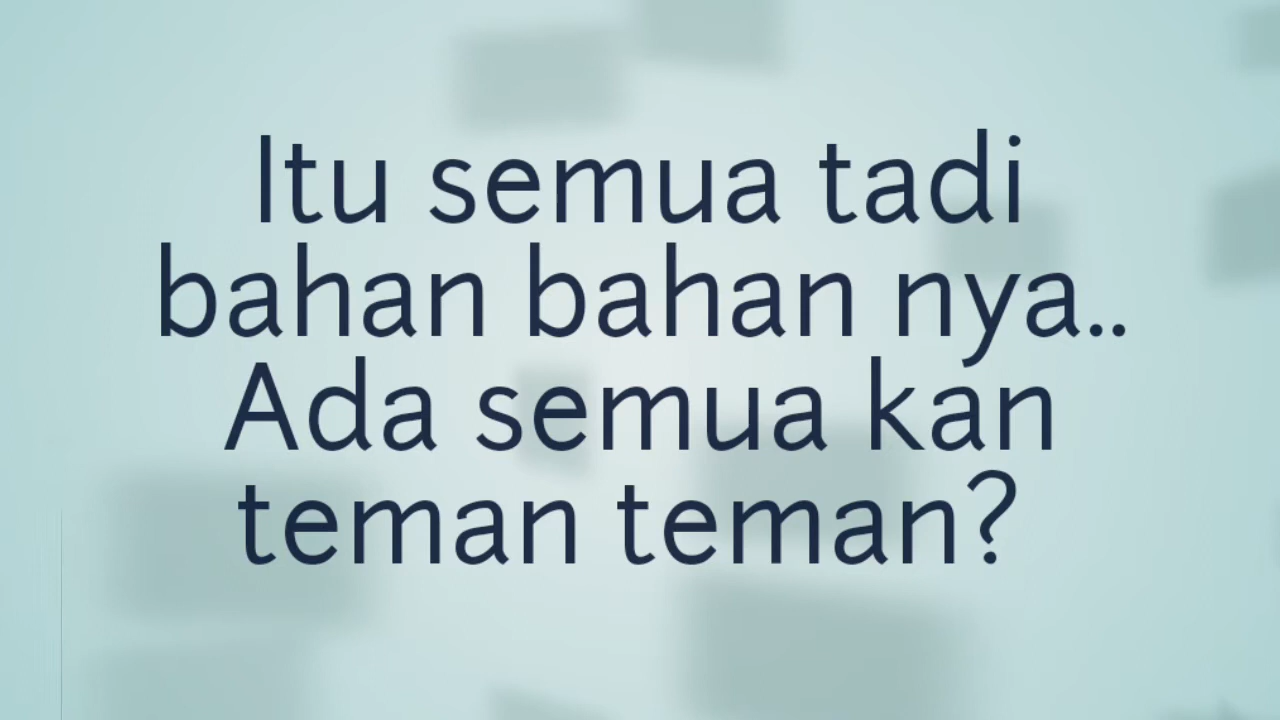 Itu semua tadi
bahan bahan nya..
Ada semua kan
teman teman?